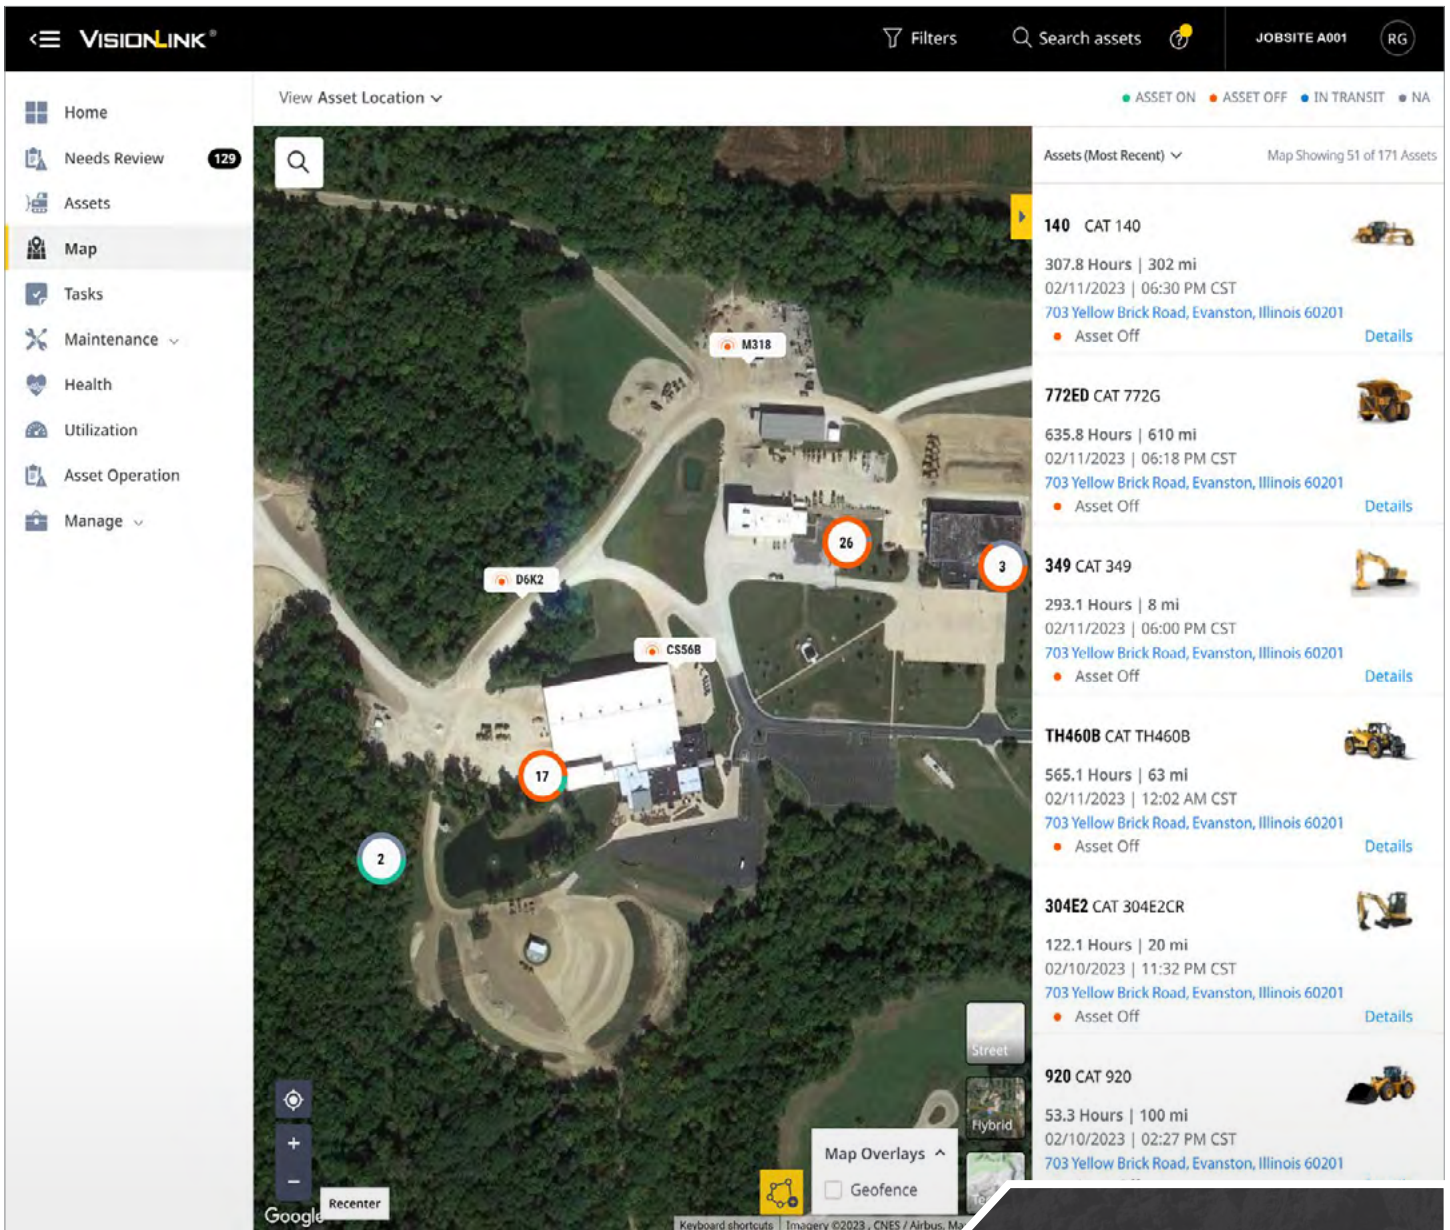 VISIONLINK®
Filters
Search assets
JOBSITE A001
RG
Home
Needs Review 129
Assets
Map
Tasks
Maintenance
Health
Utilization
Asset Operation
Manage
View Asset Location
ASSET ON ASSET OFF IN TRANSIT NA
M318
26
3
D6K2
CS56B
17
2
Street
Hybrid
Map Overlays
Geofence
Recenter
Google
Keyboard shortcuts Imagery ©2023 , CNES / Airbus,
Assets (Most Recent) Map Showing 51 of 171 Assets
140 CAT 140
307.8 Hours | 302 mi
02/11/2023 | 06:30 PM CST
703 Yellow Brick Road, Evanston, Illinois 60201
Asset Off Details
772ED CAT 772G
635.8 Hours | 610 mi
02/11/2023 | 06:18 PM CST
703 Yellow Brick Road, Evanston, Illinois 60201
Asset Off Details
349 CAT 349
293.1 Hours | 8 mi
02/11/2023 | 06:00 PM CST
703 Yellow Brick Road, Evanston, Illinois 60201
Asset Off Details
TH460B CAT TH460B
565.1 Hours | 63 mi
02/11/2023 | 12:02 AM CST
703 Yellow Brick Road, Evanston, Illinois 60201
Asset Off Details
304E2 CAT 304E2CR
122.1 Hours | 20 mi
02/10/2023 | 11:32 PM CST
703 Yellow Brick Road, Evanston, Illinois 60201
Asset Off Details
920 CAT 920
53.3 Hours | 100 mi
02/10/2023 | 02:27 PM CST
703 Yellow Brick Road, Evanston, Illinois 60201